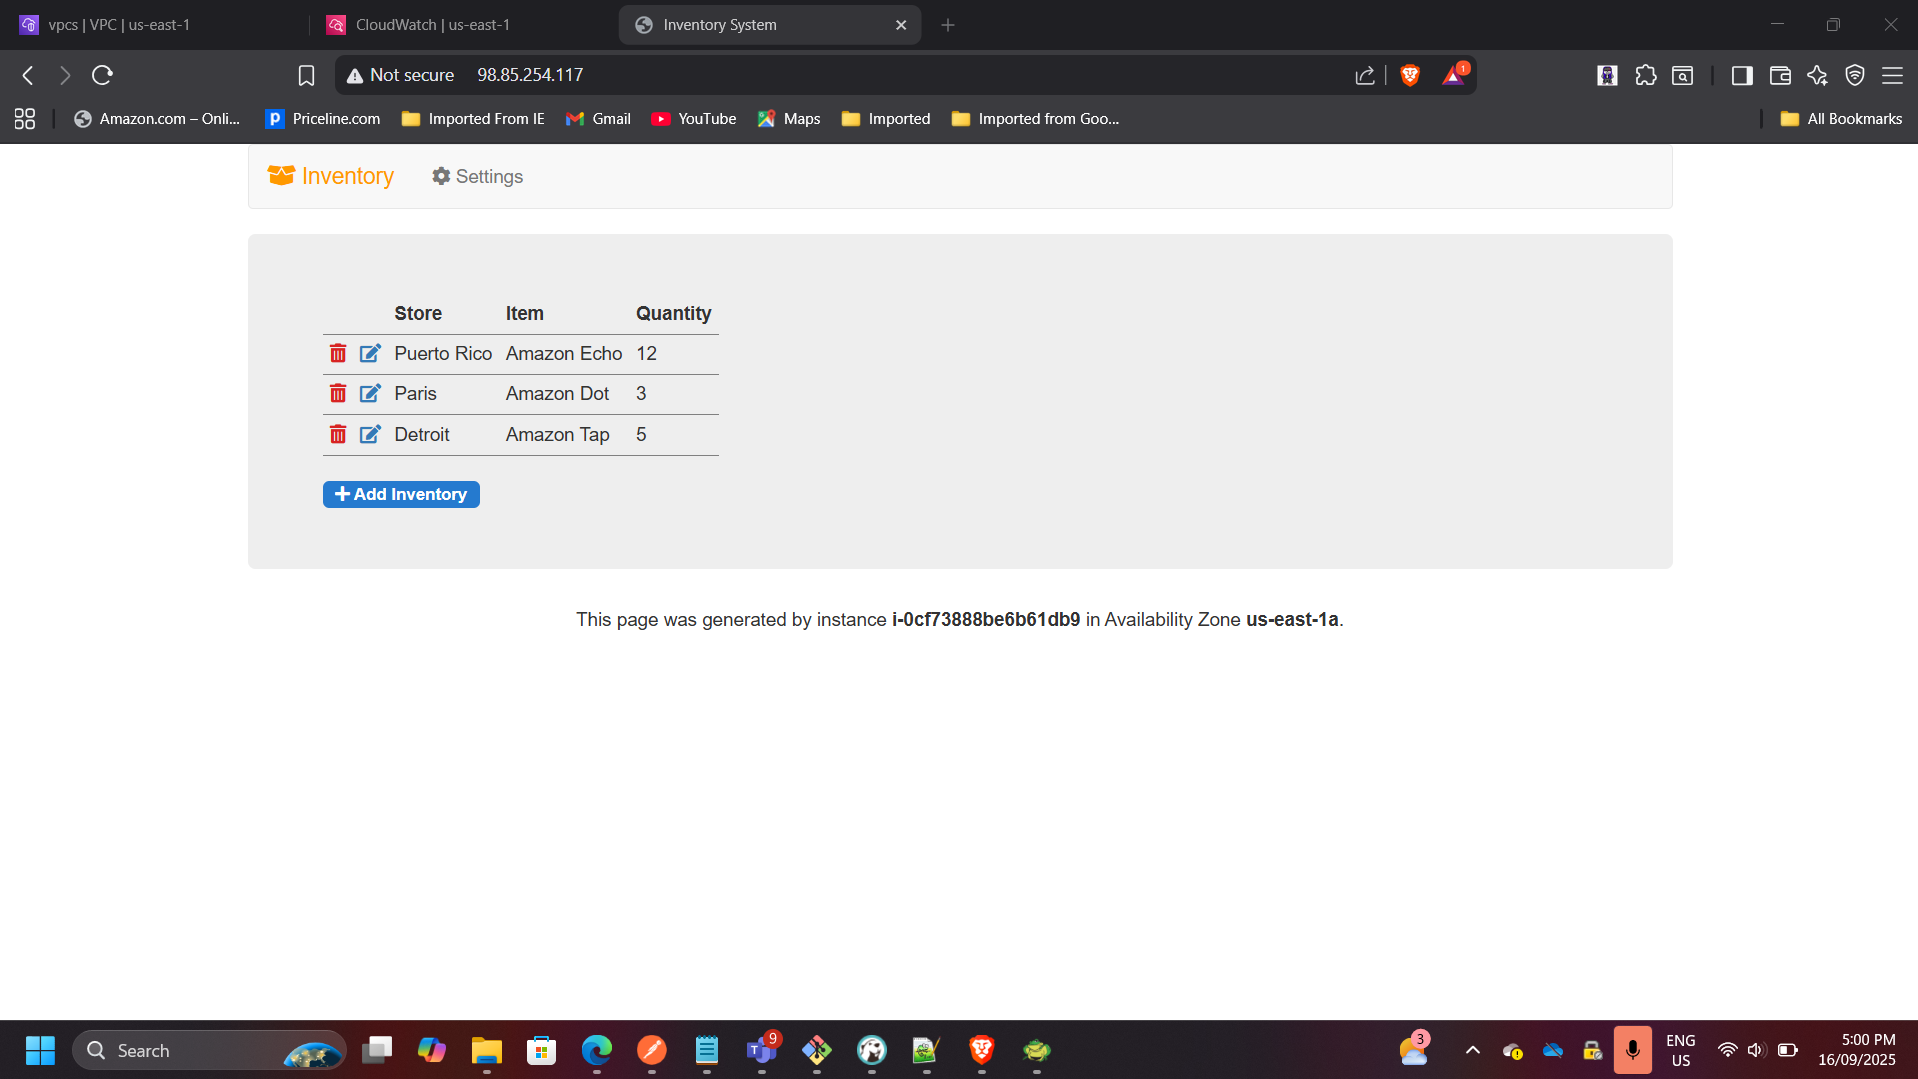 vpcs | VPC | us-east-1
CloudWatch | us-east-1
Inventory System
Not secure 98.85.254.117
1
Amazon.com – Onli...
Priceline.com
Imported From IE
Gmail
YouTube
Maps
Imported
Imported from Goo...
All Bookmarks
Inventory
Settings
Store Item Quantity
Puerto Rico Amazon Echo 12
Paris Amazon Dot 3
Detroit Amazon Tap 5
Add Inventory
This page was generated by instance i-0cf73888be6b61db9 in Availability Zone us-east-1a.
Search
9
3
ENG
US
5:00 PM
16/09/2025